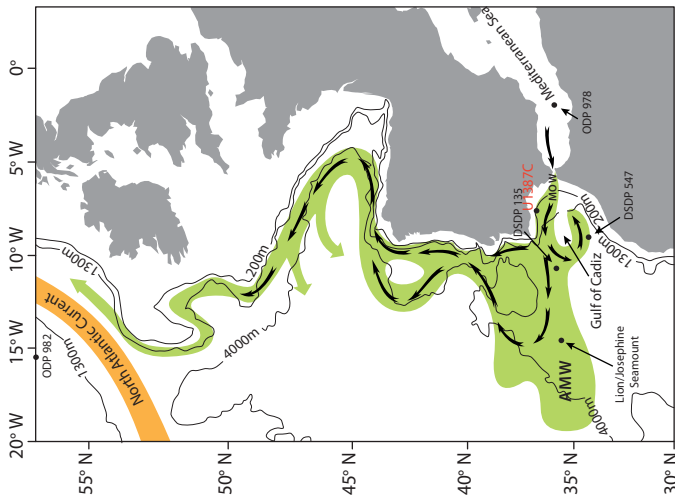 0°
5° W
10° W
15° W
20° W
55° N
50° N
45° N
40° N
35° N
30° N
Mediterranean Sea
ODP 978
MOW
U1387C
DSDP 135
DSDP 547
200m
1300m
Gulf of Cadiz
Lion/Josephine
Seamount
AMW
4000m
200m
4000m
1300m
North Atlantic Current
1300m
ODP 982